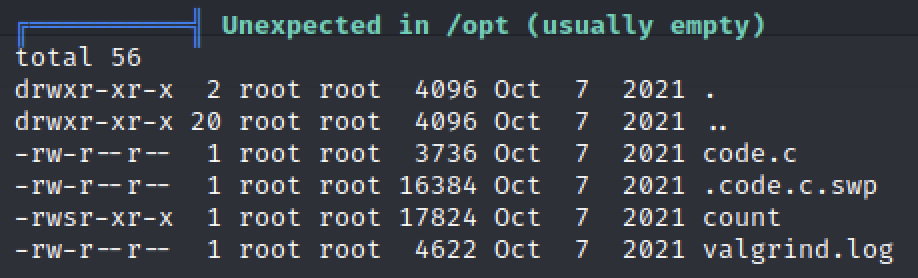 ╔══════════╣ Unexpected in /opt (usually empty)
total 56
drwxr-xr-x  2 root root  4096 Oct  7  2021 .
drwxr-xr-x 20 root root  4096 Oct  7  2021 ..
-rw-r--r--  1 root root  3736 Oct  7  2021 code.c
-rw-r--r--  1 root root 16384 Oct  7  2021 .code.c.swp
-rwsr-xr-x  1 root root 17824 Oct  7  2021 count
-rw-r--r--  1 root root  4622 Oct  7  2021 valgrind.log